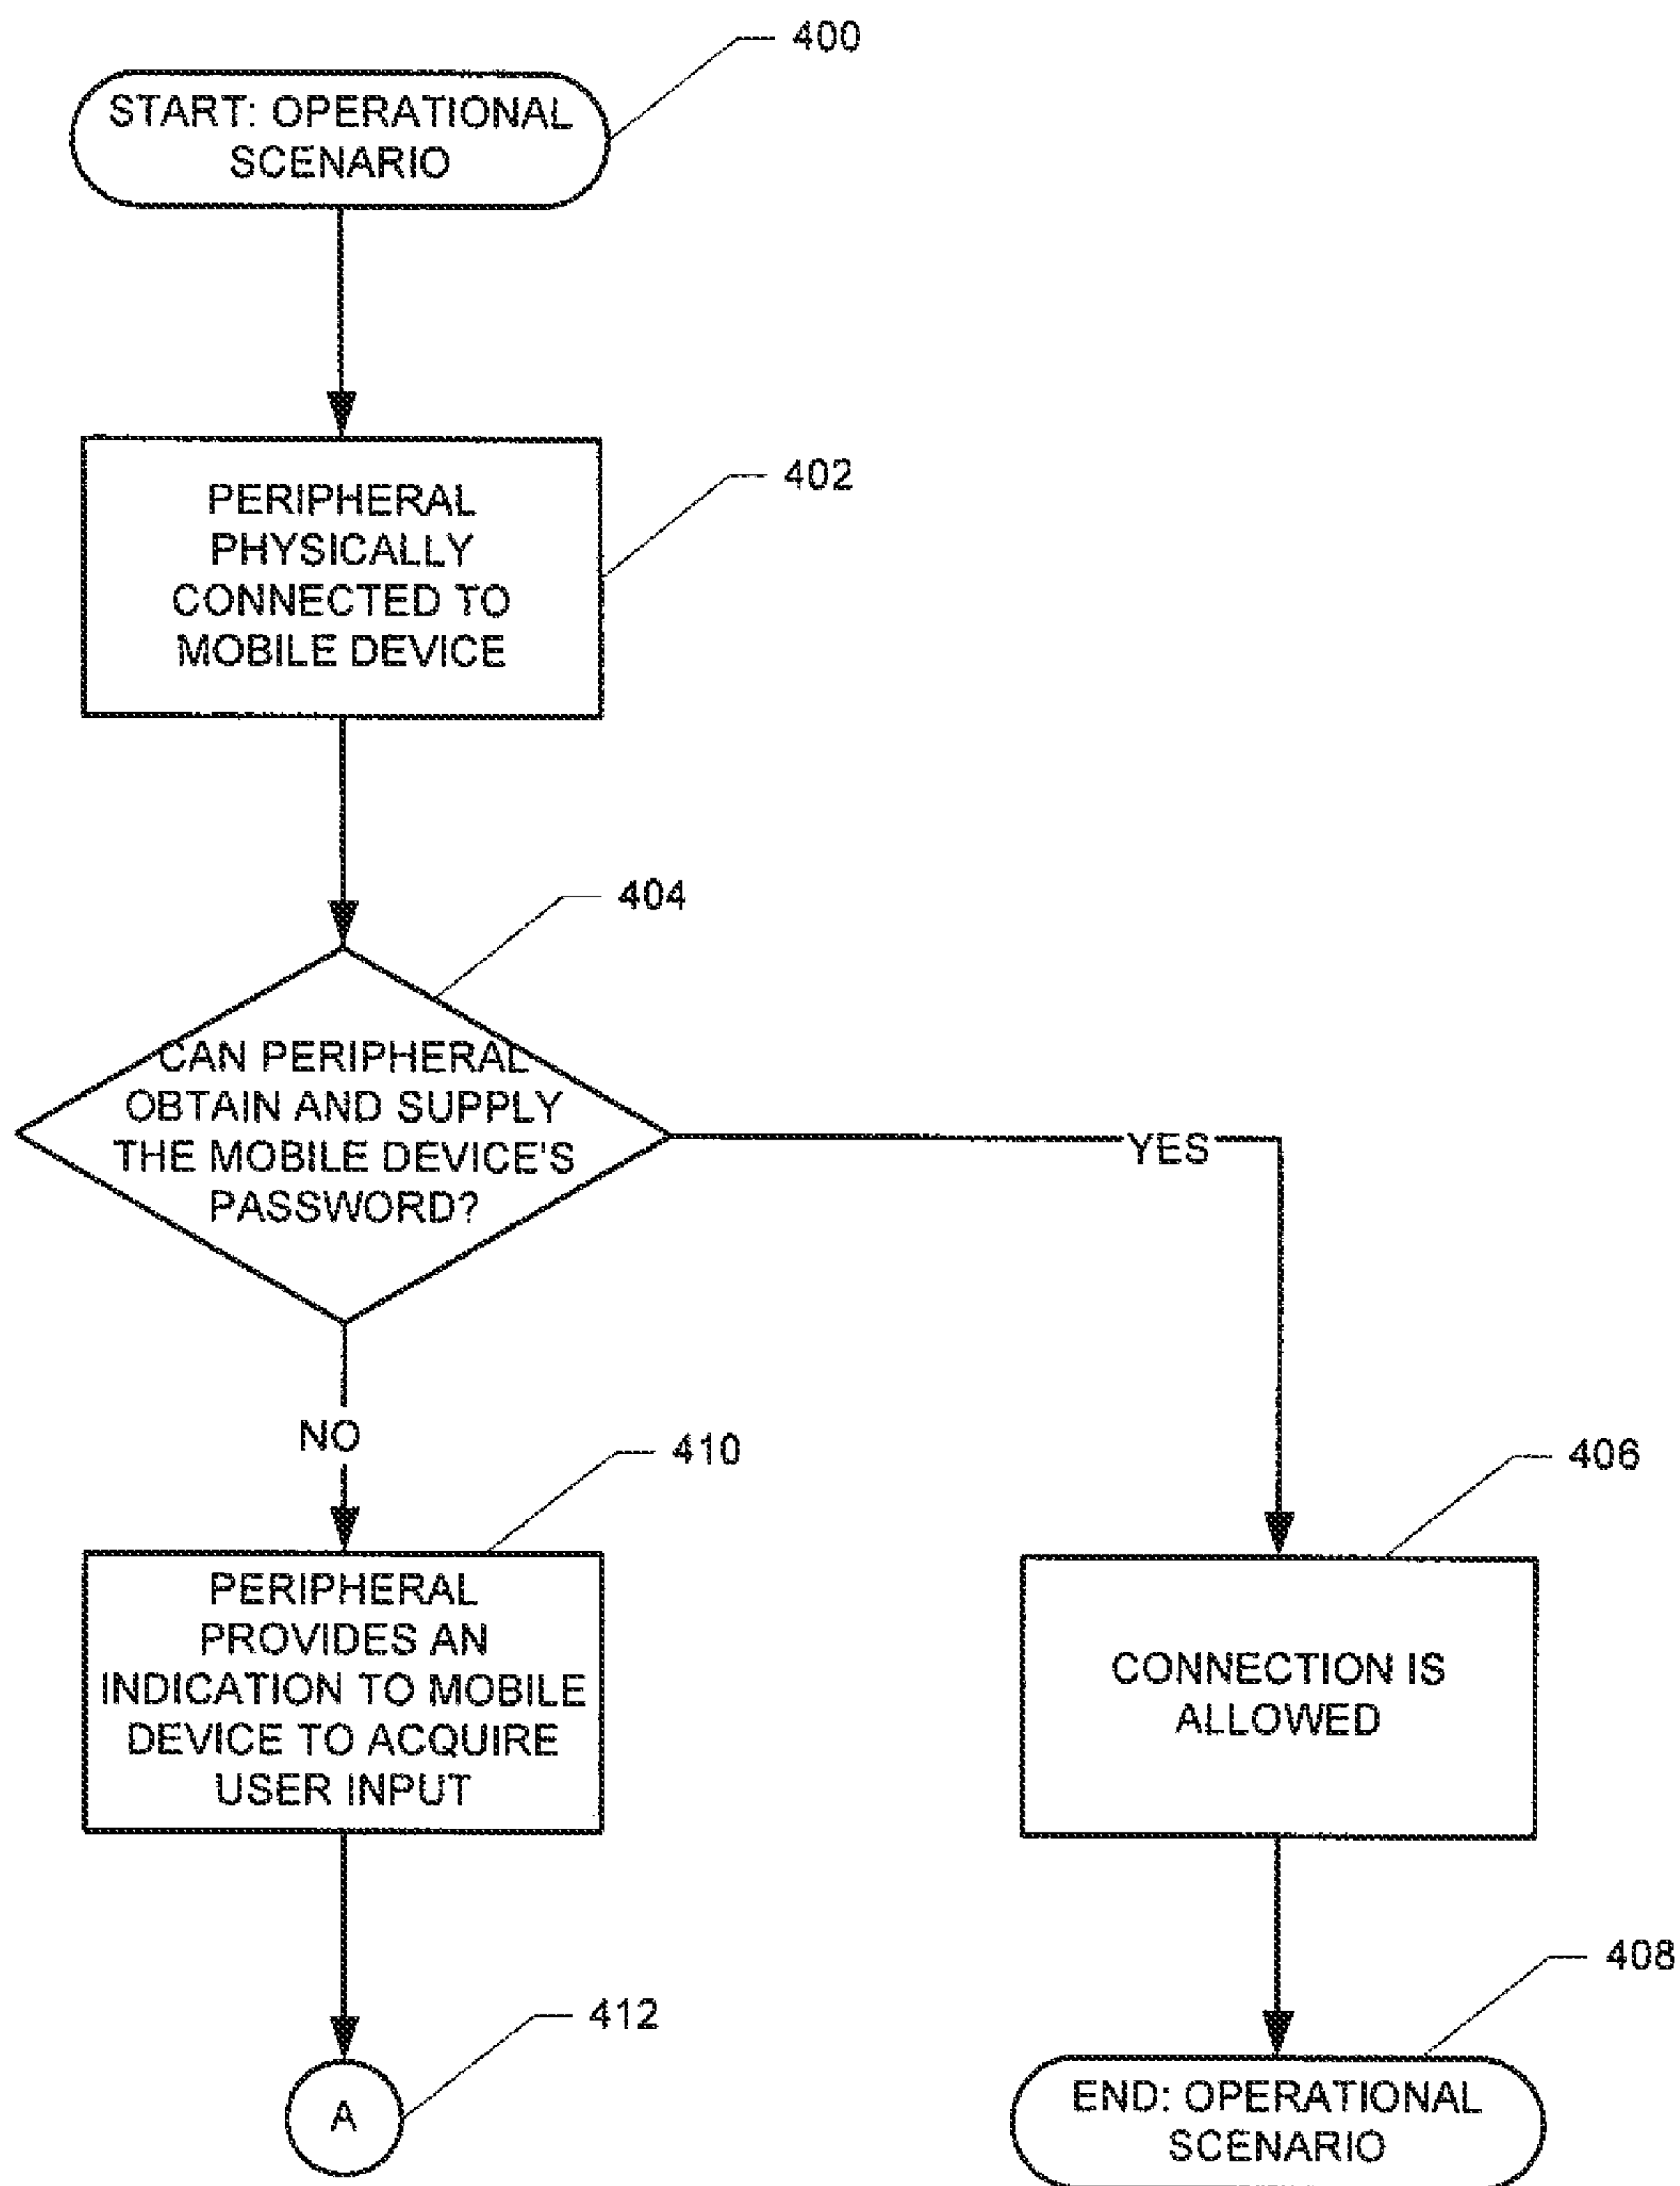 400
START: OPERATIONAL
SCENARIO
402
PERIPHERAL
PHYSICALLY
CONNECTED TO
MOBILE DEVICE
404
CAN PERIPHERAL
OBTAIN AND SUPPLY
THE MOBILE DEVICE'S
PASSWORD?
YES
NO
410
PERIPHERAL
PROVIDES AN
INDICATION TO MOBILE
DEVICE TO ACQUIRE
USER INPUT
406
CONNECTION IS
ALLOWED
412
A
408
END: OPERATIONAL
SCENARIO